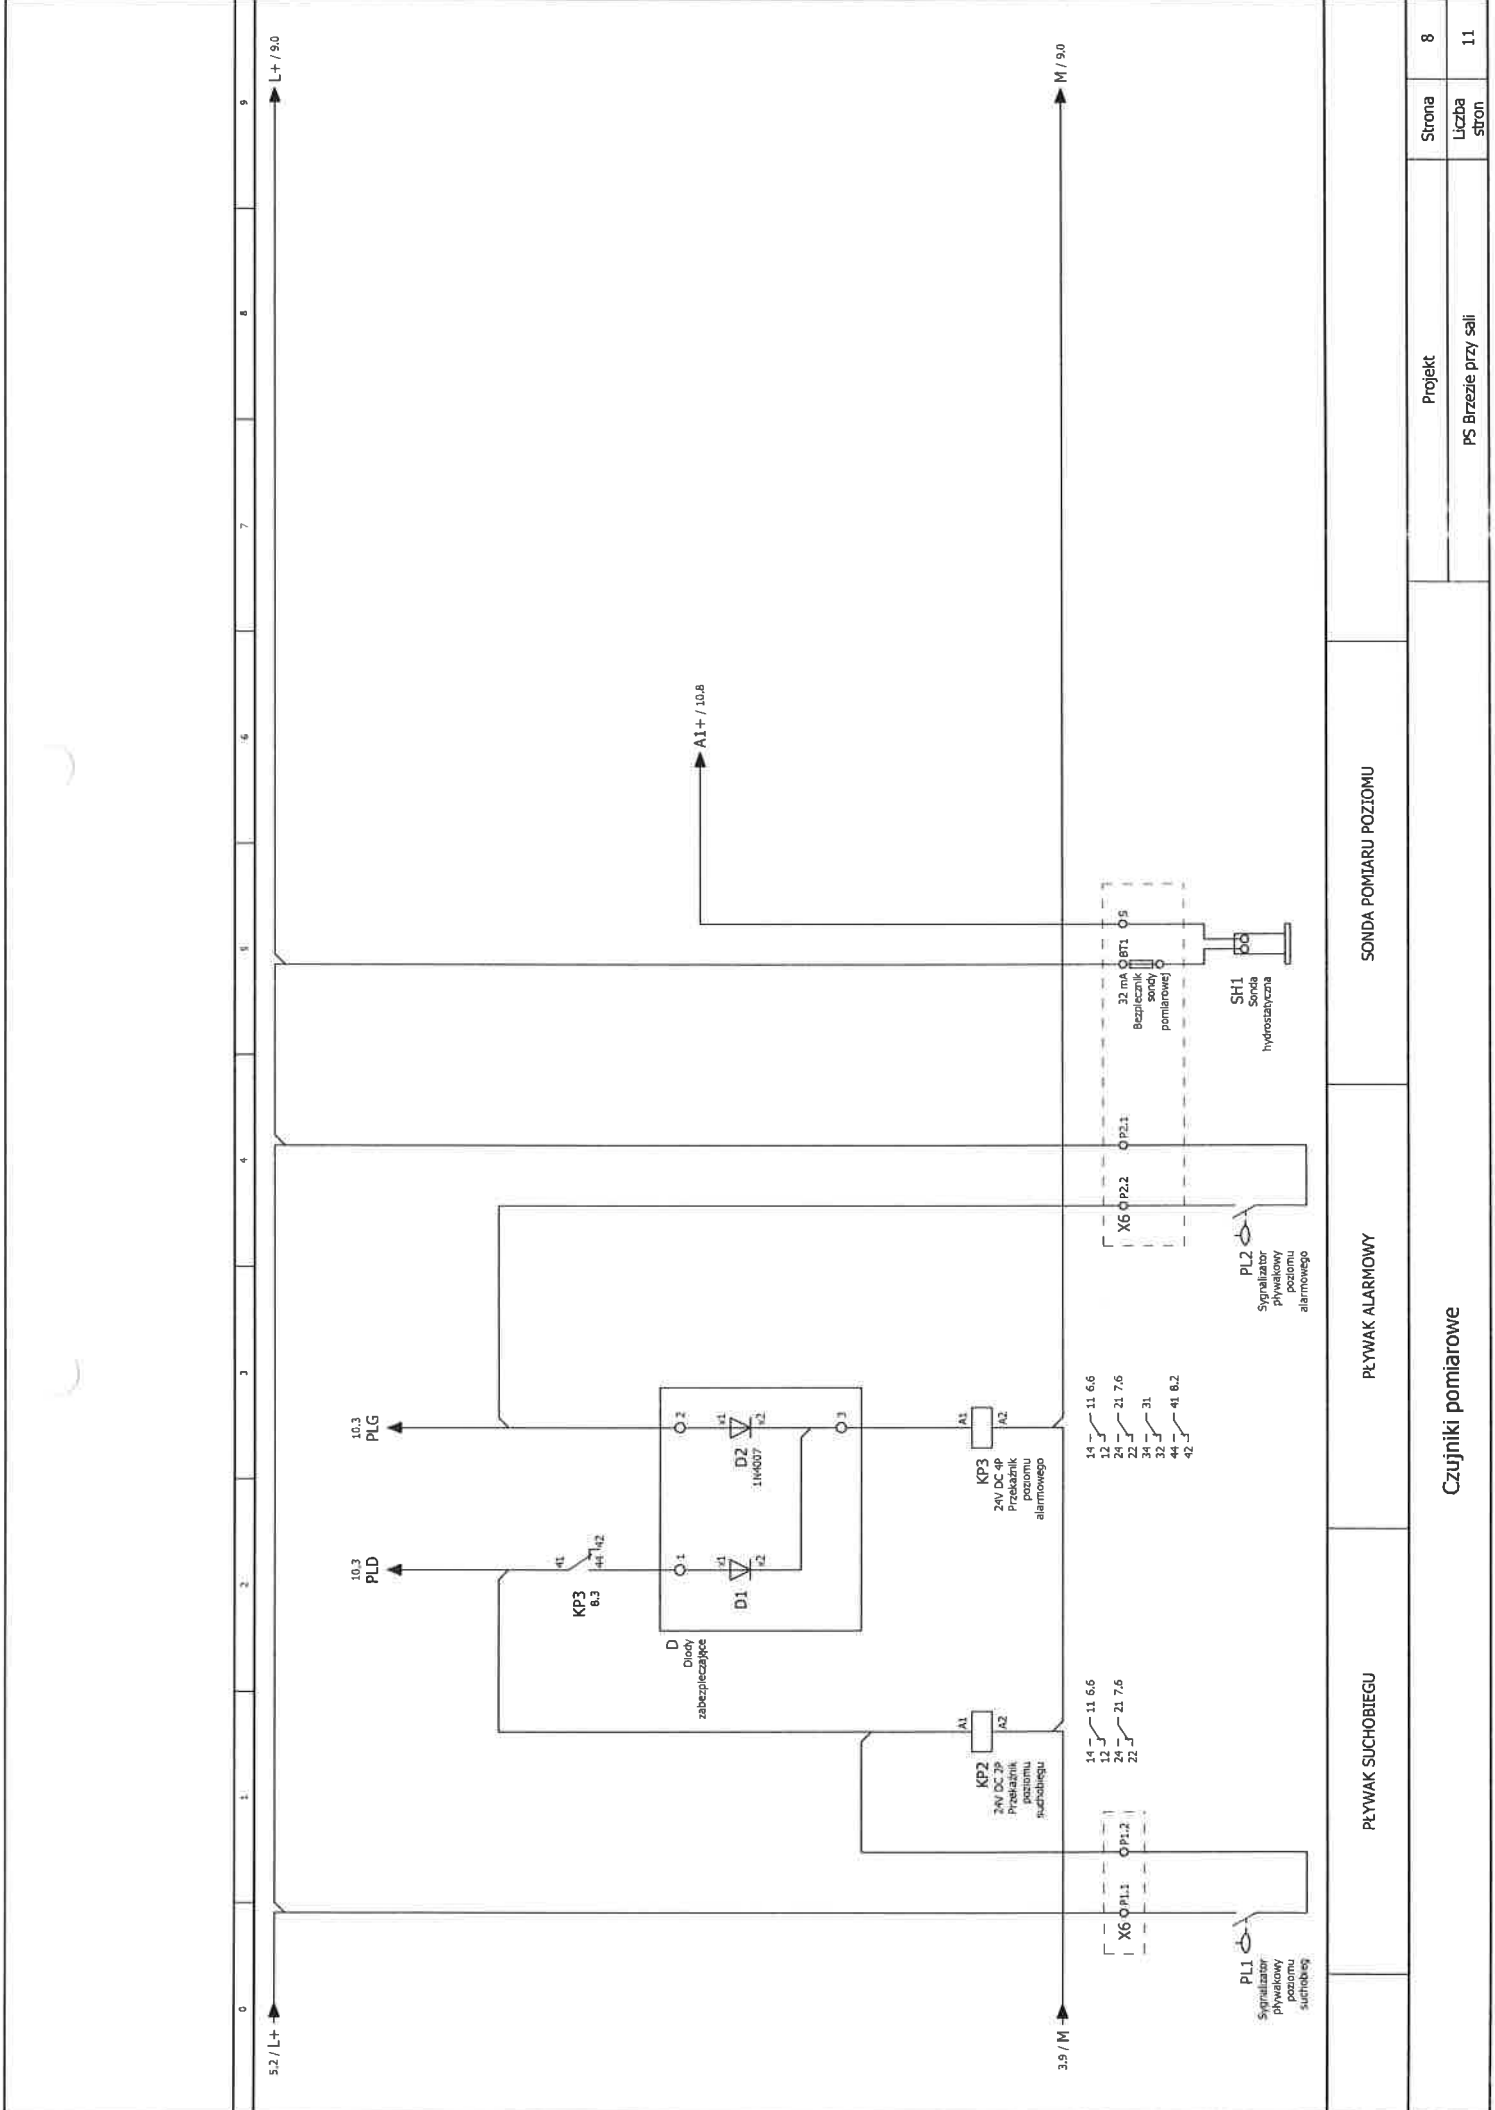 0 1 2 3 4 5 6 7 8 9
5.2 / L+
L+ / 9.0
10.3
PLD
10.3
PLG
KP3
8.3
41
44
42
D
Diody
zabezpieczające
1
2
D1
x1
x2
D2
1N4007
x1
x2
3
A1+ / 10.8
KP2
24V DC 2P
Przekaźnik
poziomu
suchobiegu
A1
A2
KP3
24V DC 4P
Przekaźnik
poziomu
alarmowego
A1
A2
3.9 / M
M / 9.0
14 11 6.6
12
24 21 7.6
22
14 11 6.6
12
24 21 7.6
22
34 31
32
44 41 8.2
42
X6 P1.1 P1.2
X6 P2.2 P2.1
32 mA BT1
Bezpiecznik
sondy
pomiarowej
S
PL1
Sygnalizator
pływakowy
poziomu
suchobieg
PL2
Sygnalizator
pływakowy
poziomu
alarmowego
SH1
Sonda
hydrostatyczna
PŁYWAK SUCHOBIEGU
PŁYWAK ALARMOWY
SONDA POMIARU POZIOMU
Czujniki pomiarowe
Projekt
Strona
8
PS Brzezie przy sali
Liczba
stron
11